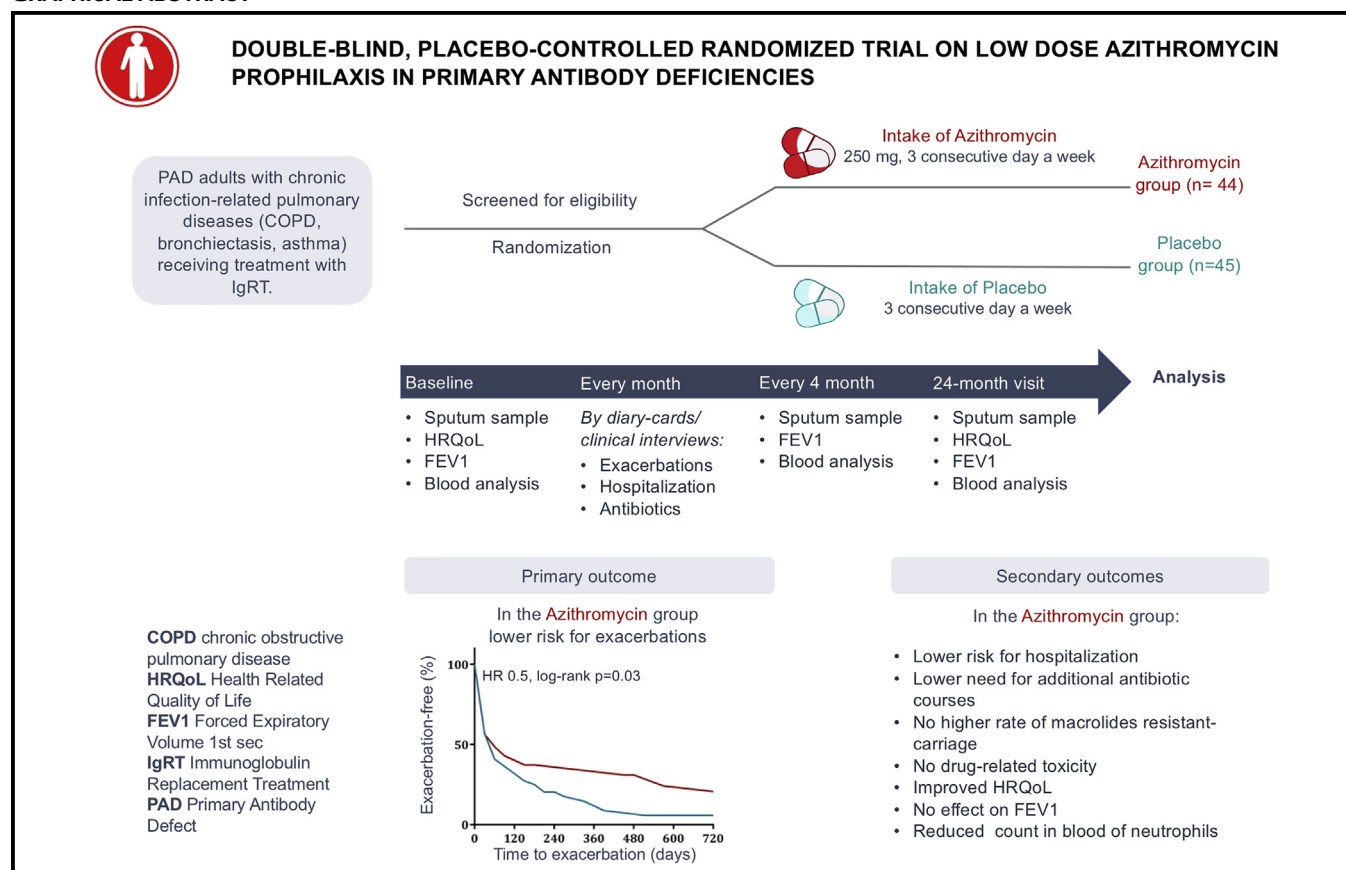 GRAPHICAL ABSTRACT
DOUBLE-BLIND, PLACEBO-CONTROLLED RANDOMIZED TRIAL ON LOW DOSE AZITHROMYCIN
PROPHILAXIS IN PRIMARY ANTIBODY DEFICIENCIES
PAD adults with chronic
infection-related pulmonary
diseases (COPD,
bronchiectasis, asthma)
receiving treatment with
IgRT.
Screened for eligibility
Randomization
Intake of Azithromycin
250 mg, 3 consecutive day a week
Azithromycin
group (n= 44)
Placebo
group (n=45)
Intake of Placebo
3 consecutive day a week
Baseline
• Sputum sample
• HRQoL
• FEV1
• Blood analysis
Every month
By diary-cards/
clinical interviews:
• Exacerbations
• Hospitalization
• Antibiotics
Every 4 month
• Sputum sample
• FEV1
• Blood analysis
24-month visit
• Sputum sample
• HRQoL
• FEV1
• Blood analysis
Analysis
COPD chronic obstructive
pulmonary disease
HRQoL Health Related
Quality of Life
FEV1 Forced Expiratory
Volume 1st sec
IgRT Immunoglobulin
Replacement Treatment
PAD Primary Antibody
Defect
Primary outcome
In the Azithromycin group
lower risk for exacerbations
HR 0.5, log-rank p=0.03
Exacerbation-free (%)
100
50
0
0 120 240 360 480 600 720
Time to exacerbation (days)
Secondary outcomes
In the Azithromycin group:
• Lower risk for hospitalization
• Lower need for additional antibiotic
courses
• No higher rate of macrolides resistant-
carriage
• No drug-related toxicity
• Improved HRQoL
• No effect on FEV1
• Reduced count in blood of neutrophils